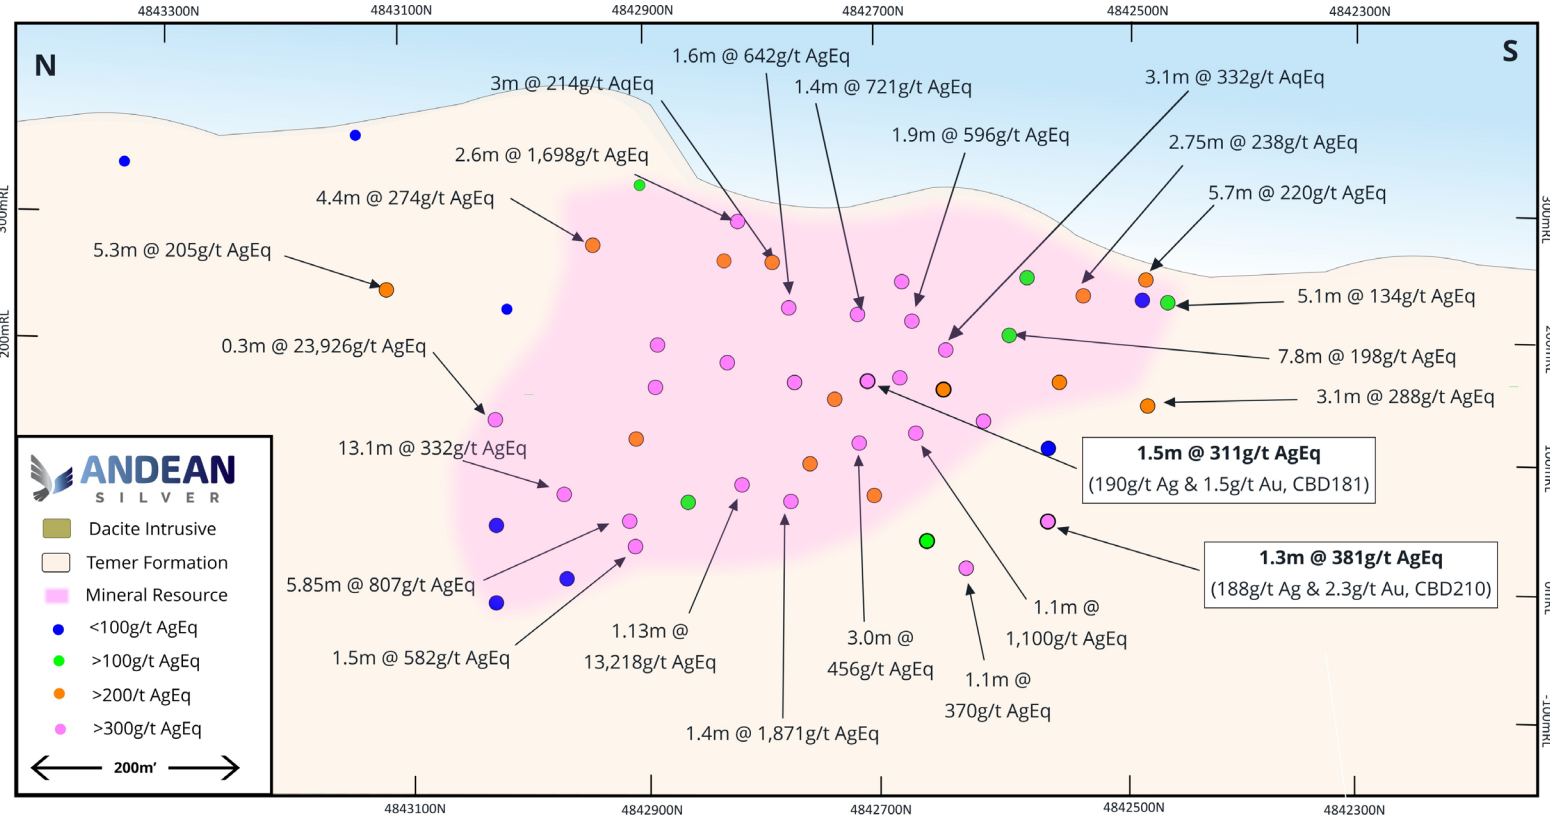 4843300N
4843100N
4842900N
4842700N
4842500N
4842300N
N
S
1.6m @ 642g/t AgEq
3m @ 214g/t AqEq
1.4m @ 721g/t AgEq
3.1m @ 332g/t AqEq
1.9m @ 596g/t AgEq
2.75m @ 238g/t AgEq
2.6m @ 1,698g/t AgEq
4.4m @ 274g/t AgEq
5.7m @ 220g/t AgEq
300mRL
300mRL
5.3m @ 205g/t AgEq
5.1m @ 134g/t AgEq
200mRL
200mRL
0.3m @ 23,926g/t AgEq
7.8m @ 198g/t AgEq
3.1m @ 288g/t AgEq
13.1m @ 332g/t AgEq
100mRL
1.5m @ 311g/t AgEq
(190g/t Ag & 1.5g/t Au, CBD181)
ANDEAN
SILVER
Dacite Intrusive
Temer Formation
Mineral Resource
<100g/t AgEq
>100g/t AgEq
>200/t AgEq
>300g/t AgEq
200m'
1.3m @ 381g/t AgEq
(188g/t Ag & 2.3g/t Au, CBD210)
0mRL
5.85m @ 807g/t AgEq
1.5m @ 582g/t AgEq
1.13m @
13,218g/t AgEq
3.0m @
456g/t AgEq
1.1m @
1,100g/t AgEq
1.1m @
370g/t AgEq
1.4m @ 1,871g/t AgEq
-100mRL
4843100N
4842900N
4842700N
4842500N
4842300N